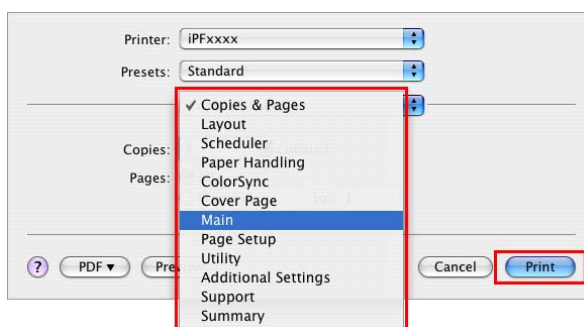 Printer: iPFxxxx
Presets: Standard
✓ Copies & Pages
Layout
Scheduler
Copies:
Paper Handling
Pages:
ColorSync
Cover Page
Main
Page Setup
Utility
? PDF▼ Pre Cancel Print
Additional Settings
Support
Summary